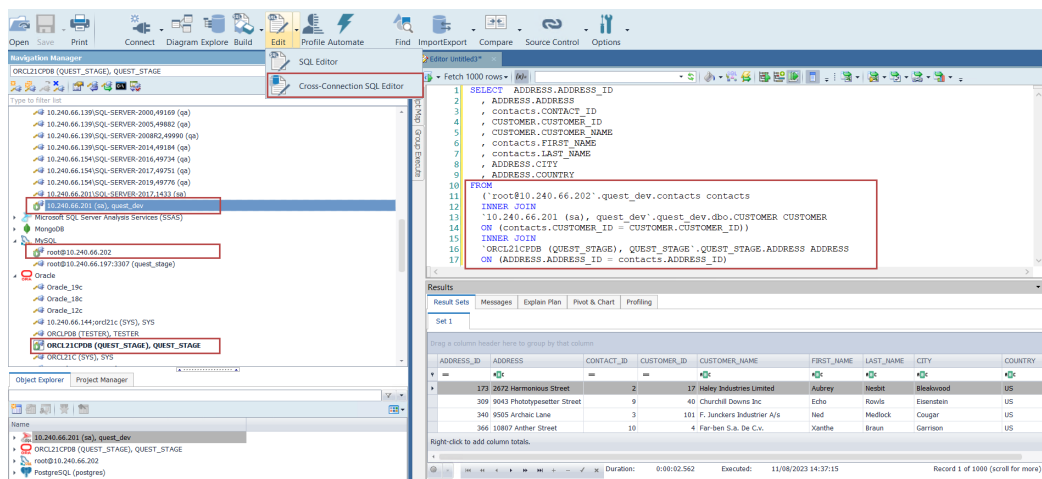 Open Save Print Connect Diagram Explore Build Edit Profile Automate Find ImportExport Compare Source Control Options
Navigation Manager
ORCL21CPDB (QUEST_STAGE), QUEST_STAGE
Type to filter list
10.240.66.139\SQL-SERVER-2000,49169 (qa)
10.240.66.139\SQL-SERVER-2005,49882 (qa)
10.240.66.139\SQL-SERVER-2008R2,49990 (qa)
10.240.66.139\SQL-SERVER-2014,49184 (qa)
10.240.66.154\SQL-SERVER-2016,49734 (qa)
10.240.66.154\SQL-SERVER-2017,49751 (qa)
10.240.66.154\SQL-SERVER-2019,49776 (qa)
10.240.66.201\SQL-SERVER-2017,1433 (sa)
10.240.66.201 (sa), quest_dev
Microsoft SQL Server Analysis Services (SSAS)
MongoDB
MySQL
root@10.240.66.202
root@10.240.66.197:3307 (quest_stage)
Oracle
Oracle_19c
Oracle_18c
Oracle_12c
10.240.66.144;orcl21c (SYS), SYS
ORCLPDB (TESTER), TESTER
ORCL21CPDB (QUEST_STAGE), QUEST_STAGE
ORCL21C (SYS), SYS
Object Explorer Project Manager
Name
10.240.66.201 (sa), quest_dev
ORCL21CPDB (QUEST_STAGE), QUEST_STAGE
root@10.240.66.202
PostgreSQL (postgres)
SQL Editor
Cross-Connection SQL Editor
Editor Untitled3*
Fetch 1000 rows
Group Execute
1 SELECT ADDRESS.ADDRESS_ID
2 , ADDRESS.ADDRESS
3 , contacts.CONTACT_ID
4 , CUSTOMER.CUSTOMER_ID
5 , CUSTOMER.CUSTOMER_NAME
6 , contacts.FIRST_NAME
7 , contacts.LAST_NAME
8 , ADDRESS.CITY
9 , ADDRESS.COUNTRY
10 FROM
11 (`root@10.240.66.202`.quest_dev.contacts contacts
12 INNER JOIN
13 `10.240.66.201 (sa), quest_dev`.quest_dev.dbo.CUSTOMER CUSTOMER
14 ON (contacts.CUSTOMER_ID = CUSTOMER.CUSTOMER_ID))
15 INNER JOIN
16 `ORCL21CPDB (QUEST_STAGE), QUEST_STAGE`.QUEST_STAGE.ADDRESS ADDRESS
17 ON (ADDRESS.ADDRESS_ID = contacts.ADDRESS_ID)
Results
Result Sets Messages Explain Plan Pivot & Chart Profiling
Set 1
Drag a column header here to group by that column
ADDRESS_ID ADDRESS CONTACT_ID CUSTOMER_ID CUSTOMER_NAME FIRST_NAME LAST_NAME CITY COUNTRY
173 2672 Harmonious Street 2 17 Haley Industries Limited Aubrey Nesbit Bleakwood US
309 9043 Phototypesetter Street 9 40 Churchill Downs Inc Echo Rowls Eisenstein US
340 9505 Archaic Lane 3 101 F. Junckers Industrier A/s Ned Medlock Cougar US
366 10807 Anther Street 10 4 Far-ben S.a. De C.v. Xanthe Braun Garrison US
Right-click to add column totals.
Duration: 0:00:02.562 Executed: 11/08/2023 14:37:15 Record 1 of 1000 (scroll for more)